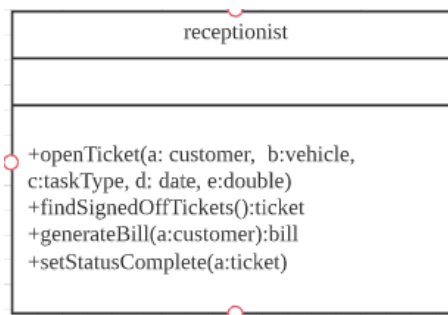 receptionist
+openTicket(a: customer, b:vehicle,
c:taskType, d: date, e:double)
+findSignedOffTickets():ticket
+generateBill(a:customer):bill
+setStatusComplete(a:ticket)